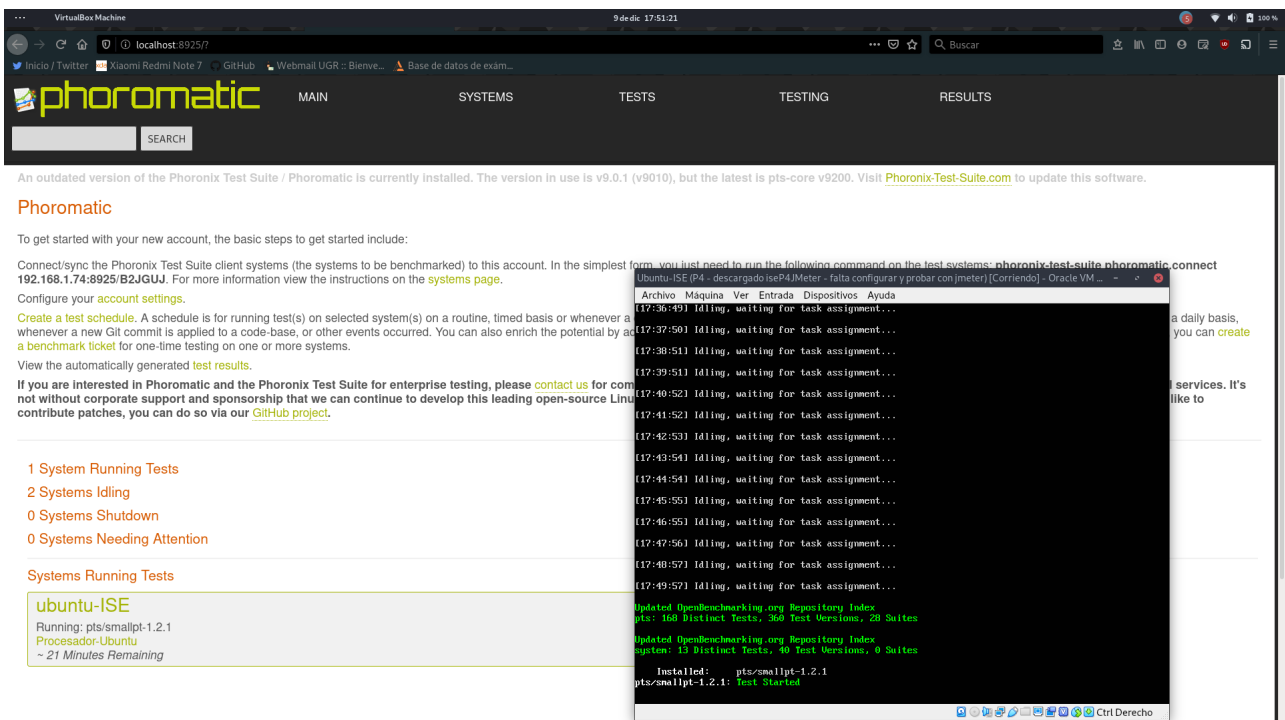 VirtualBox Machine
9 de dic 17:51:21
5
100 %
localhost:8925/?
Buscar
Inicio / Twitter
Xiaomi Redmi Note 7
GitHub
Webmail UGR :: Bienve...
Base de datos de exám...
phoromatic
MAIN
SYSTEMS
TESTS
TESTING
RESULTS
SEARCH
An outdated version of the Phoronix Test Suite / Phoromatic is currently installed. The version in use is v9.0.1 (v9010), but the latest is pts-core v9200. Visit Phoronix-Test-Suite.com to update this software.
Phoromatic
To get started with your new account, the basic steps to get started include:
Connect/sync the Phoronix Test Suite client systems (the systems to be benchmarked) to this account. In the simplest form, you just need to run the following command on the test systems: phoronix-test-suite phoromatic.connect
192.168.1.74:8925/B2JGUJ. For more information view the instructions on the systems page.
Configure your account settings.
Create a test schedule. A schedule is for running test(s) on selected system(s) on a routine, timed basis or whenever a
a daily basis,
whenever a new Git commit is applied to a code-base, or other events occurred. You can also enrich the potential by ad
you can create
a benchmark ticket for one-time testing on one or more systems.
View the automatically generated test results.
If you are interested in Phoromatic and the Phoronix Test Suite for enterprise testing, please contact us for com
l services. It's
not without corporate support and sponsorship that we can continue to develop this leading open-source Linu
like to
contribute patches, you can do so via our GitHub project.
1 System Running Tests
2 Systems Idling
0 Systems Shutdown
0 Systems Needing Attention
Systems Running Tests
ubuntu-ISE
Running: pts/smallpt-1.2.1
Procesador-Ubuntu
~ 21 Minutes Remaining
Ubuntu-ISE (P4 - descargado iseP4JMeter - falta configurar y probar con jmeter) [Corriendo] - Oracle VM ...
Archivo Máquina Ver Entrada Dispositivos Ayuda
[17:36:49] Idling, waiting for task assignment...
[17:37:50] Idling, waiting for task assignment...
[17:38:51] Idling, waiting for task assignment...
[17:39:51] Idling, waiting for task assignment...
[17:40:52] Idling, waiting for task assignment...
[17:41:52] Idling, waiting for task assignment...
[17:42:53] Idling, waiting for task assignment...
[17:43:54] Idling, waiting for task assignment...
[17:44:54] Idling, waiting for task assignment...
[17:45:55] Idling, waiting for task assignment...
[17:46:55] Idling, waiting for task assignment...
[17:47:56] Idling, waiting for task assignment...
[17:48:57] Idling, waiting for task assignment...
[17:49:57] Idling, waiting for task assignment...
Updated OpenBenchmarking.org Repository Index
pts: 168 Distinct Tests, 360 Test Versions, 28 Suites
Updated OpenBenchmarking.org Repository Index
system: 13 Distinct Tests, 40 Test Versions, 0 Suites
Installed: pts/smallpt-1.2.1
pts/smallpt-1.2.1: Test Started
Ctrl Derecho